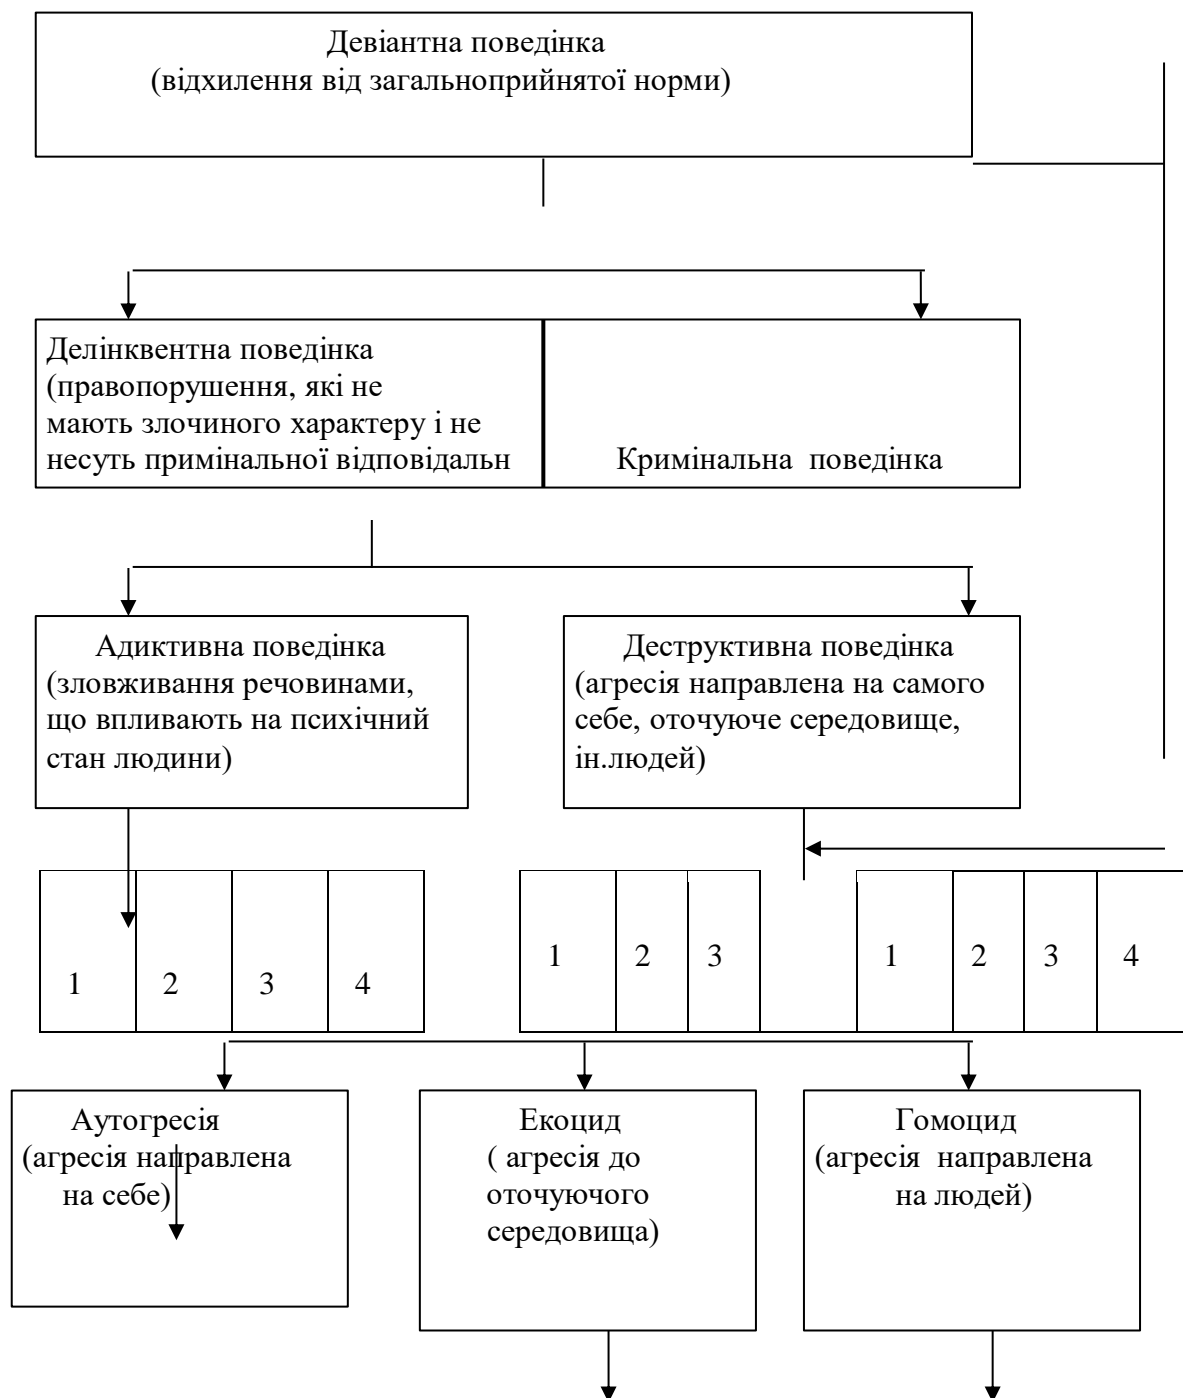 Девіантна поведінка
(відхилення від загальноприйнятої норми)
Делінквентна поведінка
(правопорушення, які не
мають злочиного характеру і не
несуть примінальної відповідальн
Кримінальна поведінка
Адиктивна поведінка
(зловживання речовинами,
що впливають на психічний
стан людини)
Деструктивна поведінка
(агресія направлена на самого
себе, оточуюче середовище,
ін.людей)
1 2 3 4
1 2 3
1 2 3 4
Аутогресія
(агресія направлена
на себе)
Екоцид
( агресія до
оточуючого
середовища)
Гомоцид
(агресія направлена
на людей)